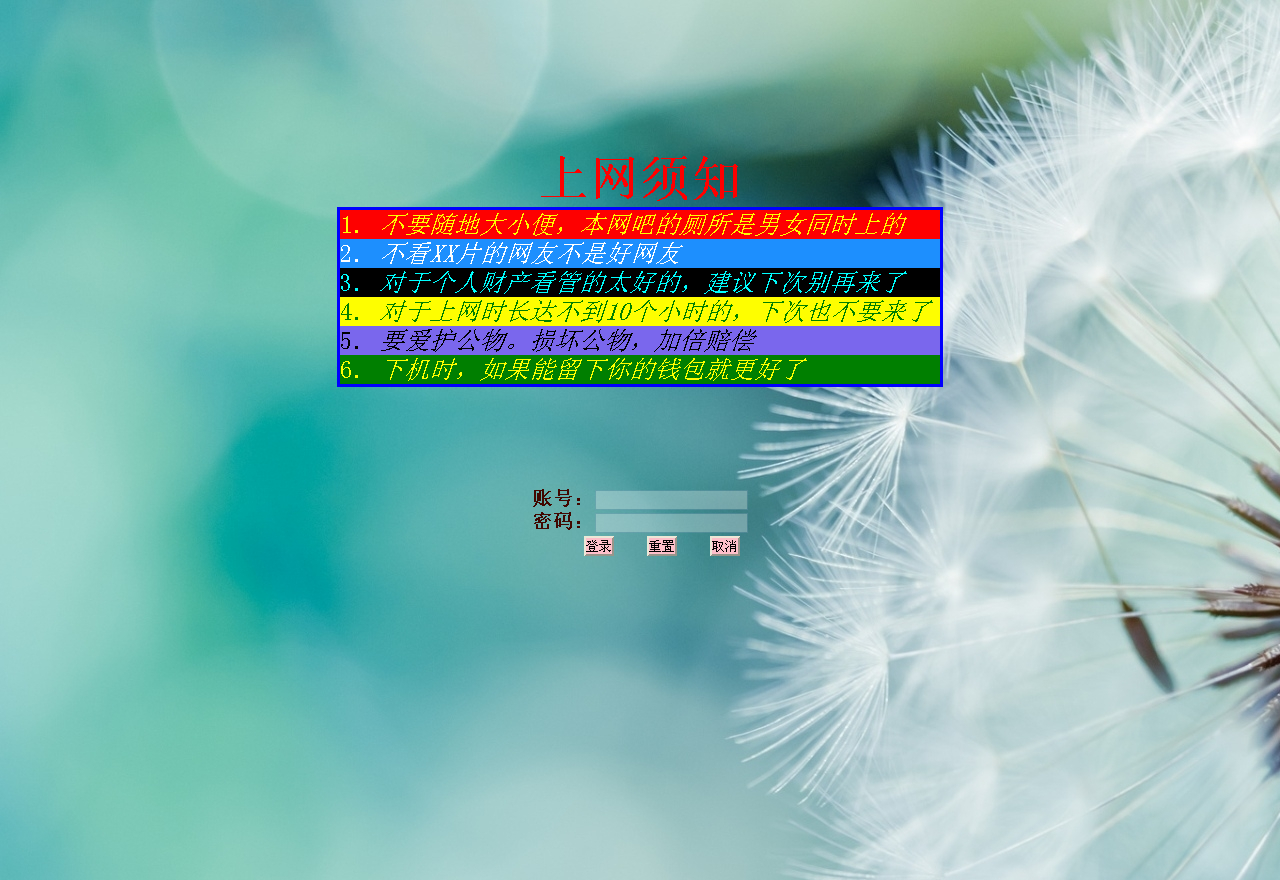 上网须知
1. 不要随地大小便，本网吧的厕所是男女同时上的
2. 不看XX片的网友不是好网友
3. 对于个人财产看管的太好的，建议下次别再来了
4. 对于上网时长达不到10个小时的，下次也不要来了
5. 要爱护公物。损坏公物，加倍赔偿
6. 下机时，如果能留下你的钱包就更好了
账号：
密码：
登录 重置 取消